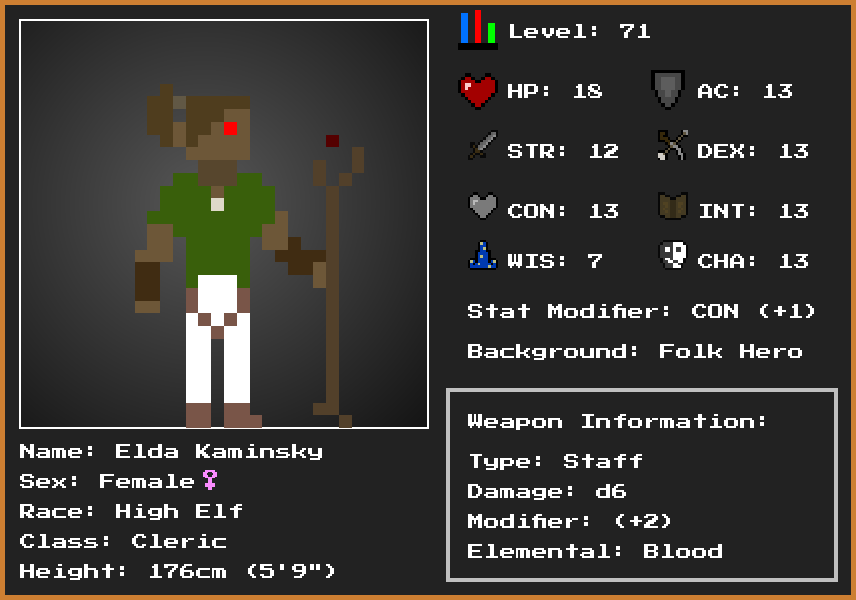 Level: 71
HP: 18 AC: 13
STR: 12 DEX: 13
CON: 13 INT: 13
WIS: 7 CHA: 13
Stat Modifier: CON (+1)
Background: Folk Hero
Weapon Information:
Type: Staff
Damage: d6
Modifier: (+2)
Elemental: Blood
Name: Elda Kaminsky
Sex: Female♀
Race: High Elf
Class: Cleric
Height: 176cm (5'9")